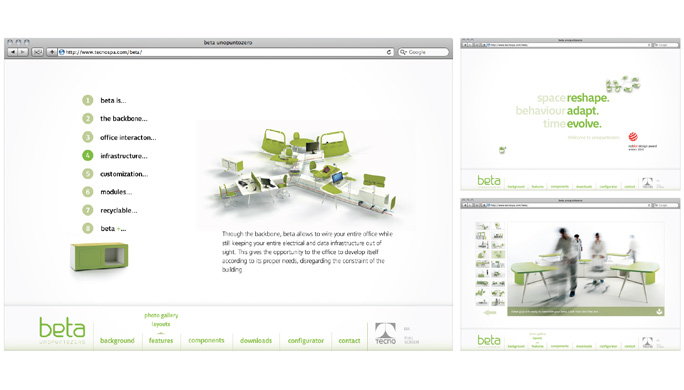 beta unopuntozero
http://www.tecnospa.com/beta/
Google
1 beta is...
2 the backbone...
3 office interacton...
4 infrastructure...
5 customization...
6 modules...
7 recyclable...
8 beta +...
Through the backbone, beta allows to wire your entire office while
still keeping your entire electrical and data infrastructure out of
sight. This gives the opportunity to the office to develop itself
according to its proper needs, disregarding the constraint of the
building
photo gallery
layouts
beta
unopuntozero
background features components downloads configurator contact
Tecno
beta unopuntozero
Google
space reshape.
behaviour adapt.
time evolve.
reddot design award
beta
background features components downloads configurator contact
beta unopuntozero
Google
beta
background features components downloads configurator contact